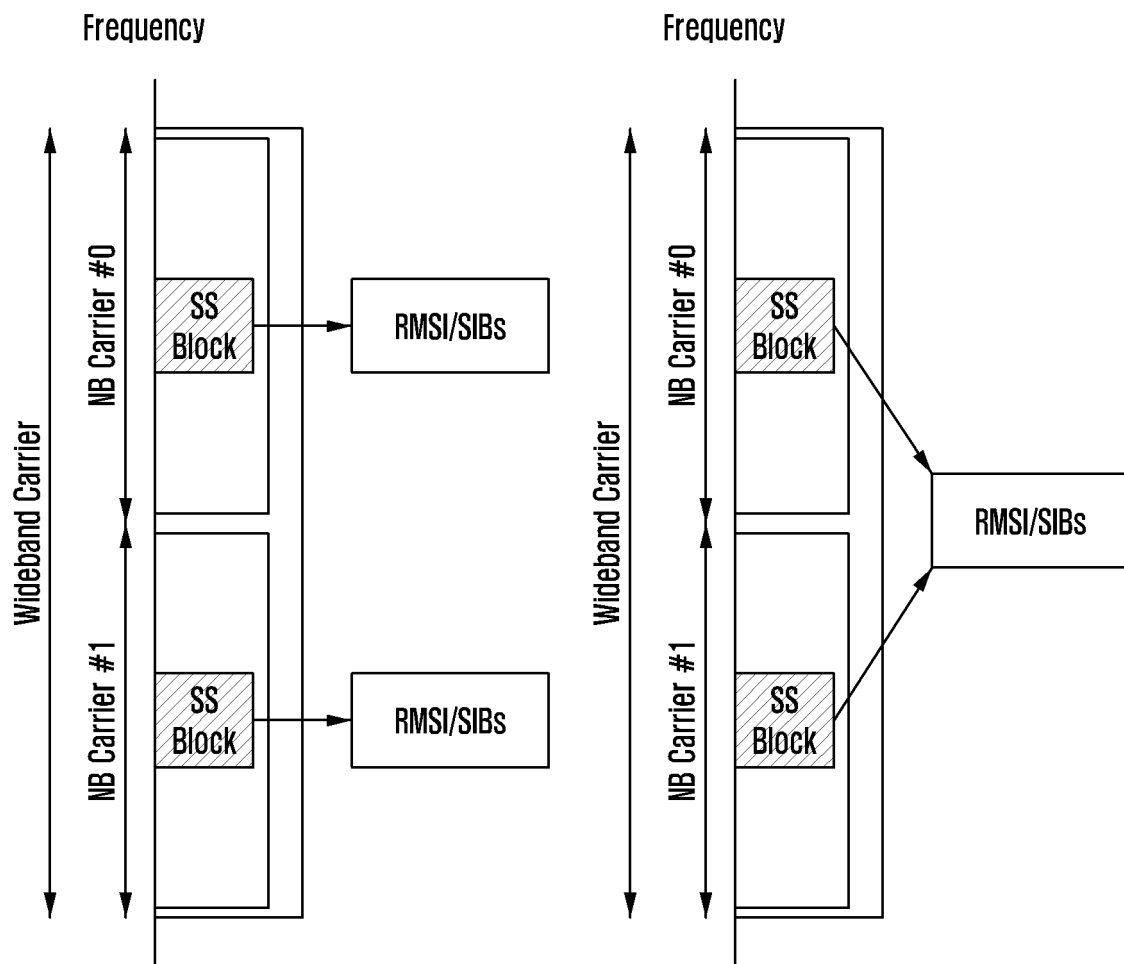 Frequency
Wideband Carrier
NB Carrier #0
SS
Block
RMSI/SIBs
NB Carrier #1
SS
Block
RMSI/SIBs
Frequency
Wideband Carrier
NB Carrier #0
SS
Block
RMSI/SIBs
NB Carrier #1
SS
Block